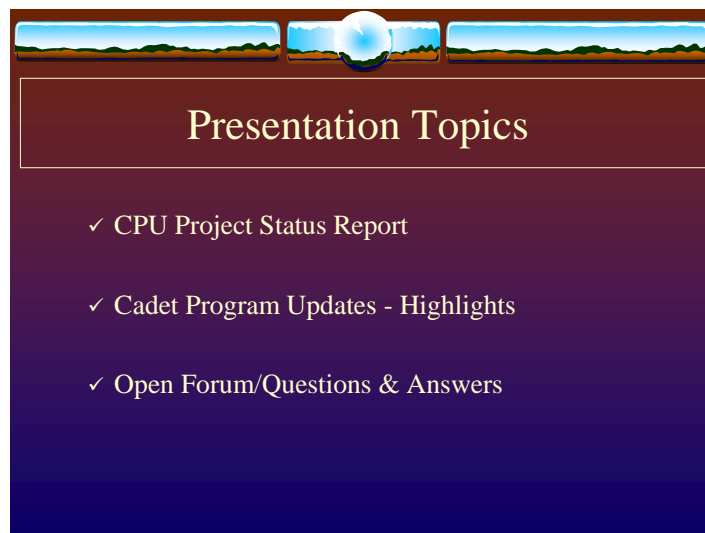 Presentation Topics
✓ CPU Project Status Report
✓ Cadet Program Updates - Highlights
✓ Open Forum/Questions & Answers